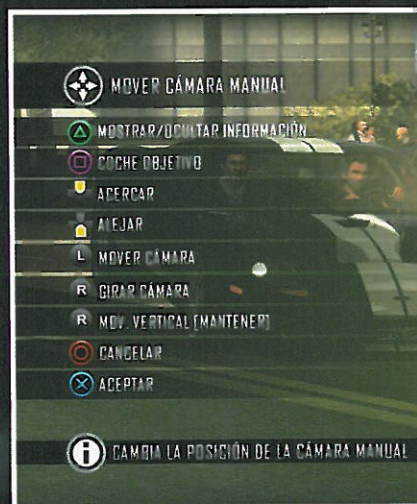 MOVER CÁMARA MANUAL
MOSTRAR/OCULTAR INFORMACIÓN
COCHE OBJETIVO
ACERCAR
ALEJAR
L MOVER CÁMARA
R GIRAR CÁMARA
R MOV. VERTICAL (MANTENER)
CANCELAR
ACEPTAR
i CAMBIA LA POSICIÓN DE LA CÁMARA MANUAL